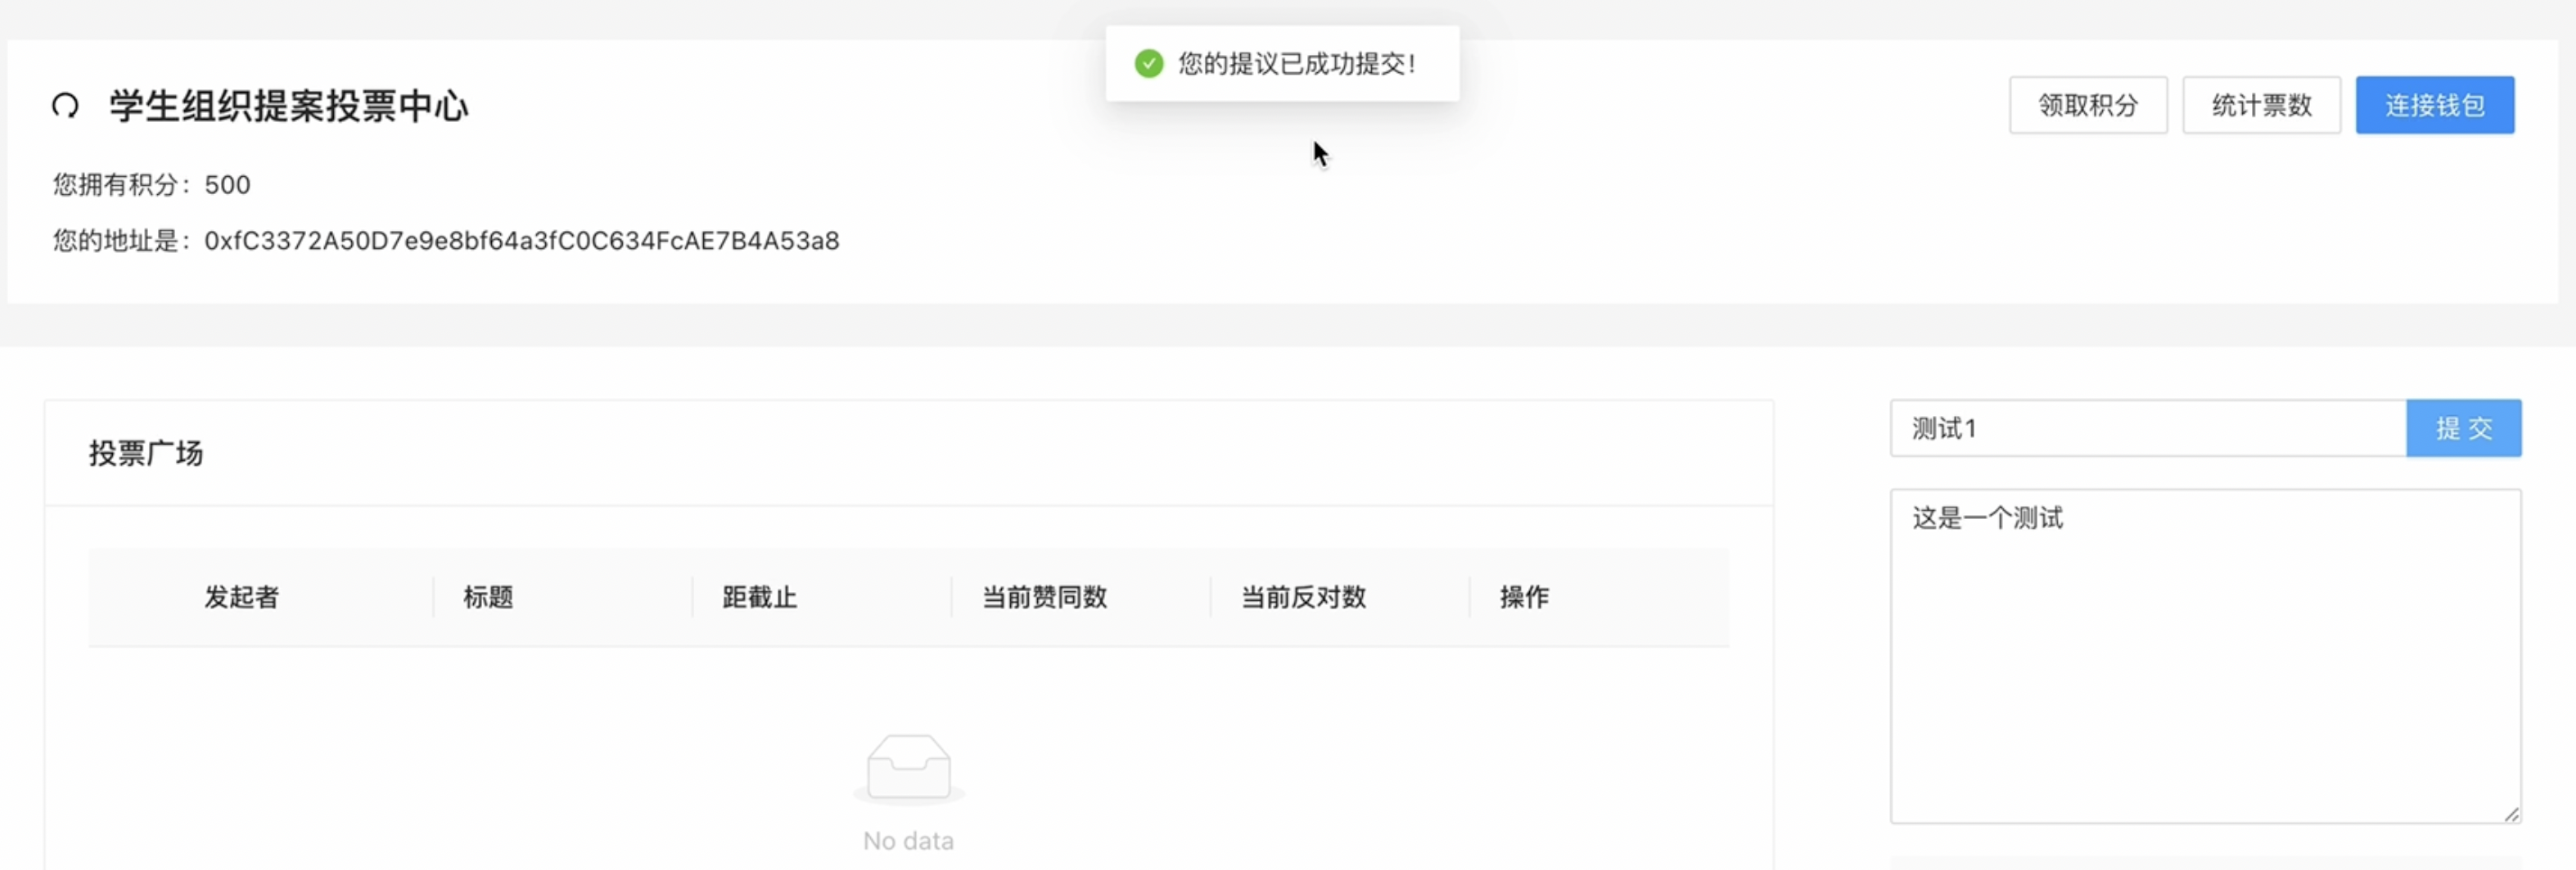 您的提议已成功提交！
学生组织提案投票中心
领取积分
统计票数
连接钱包
您拥有积分：500
您的地址是：0xfC3372A50D7e9e8bf64a3fC0C634FcAE7B4A53a8
投票广场
发起者 标题 距截止 当前赞同数 当前反对数 操作
No data
测试1
提 交
这是一个测试